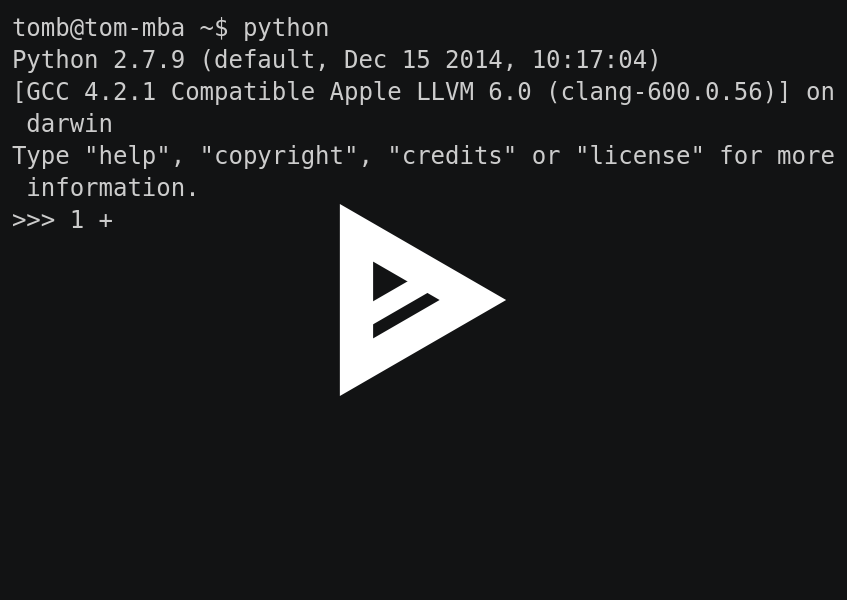 tomb@tom-mba ~$ python
Python 2.7.9 (default, Dec 15 2014, 10:17:04)
[GCC 4.2.1 Compatible Apple LLVM 6.0 (clang-600.0.56)] on
 darwin
Type "help", "copyright", "credits" or "license" for more
 information.
>>> 1 +